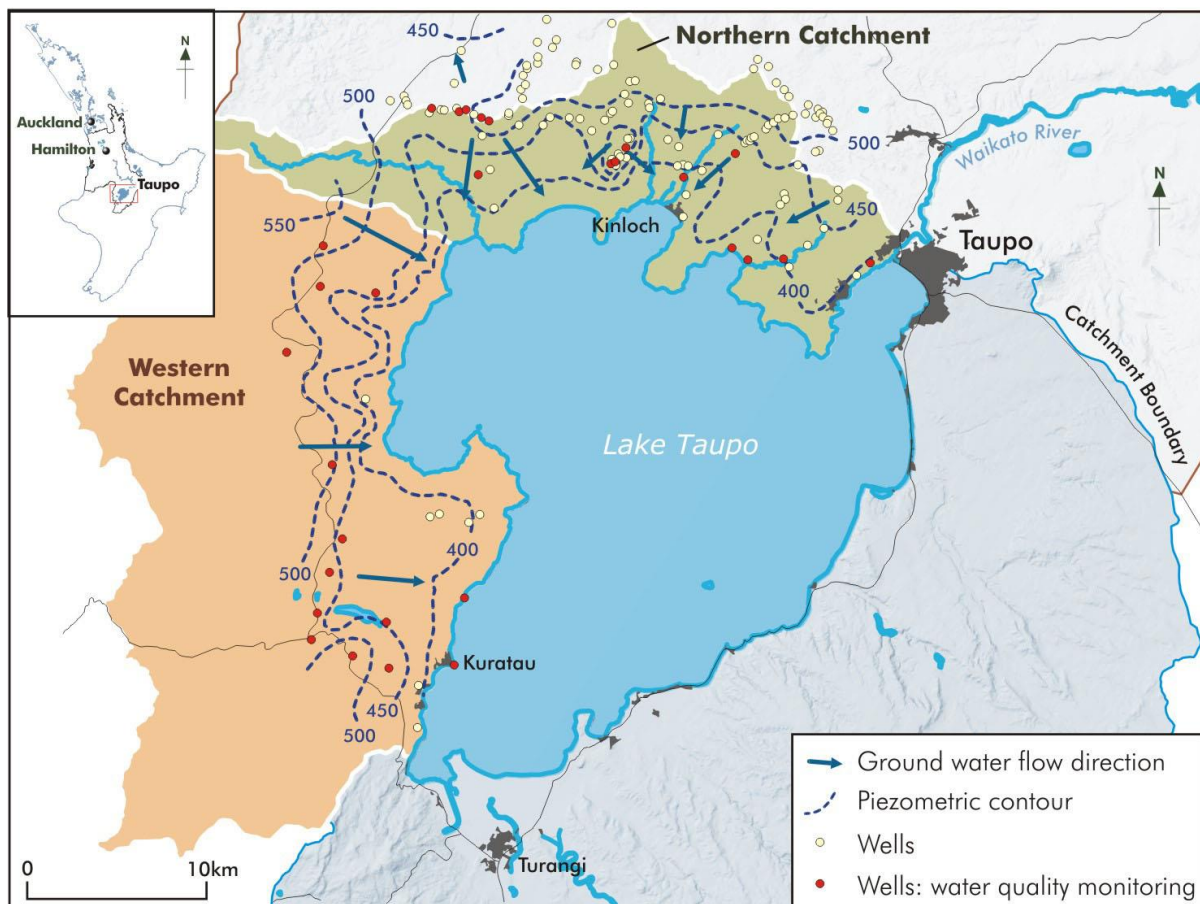 N
Auckland
Hamilton
Taupo
450
Northern Catchment
500
500
Waikato River
N
550
Kinloch
450
Taupo
400
Catchment Boundary
Western
Catchment
Lake Taupo
400
500
Kuratau
450
500
Turangi
0 10km
Ground water flow direction
Piezometric contour
Wells
Wells: water quality monitoring